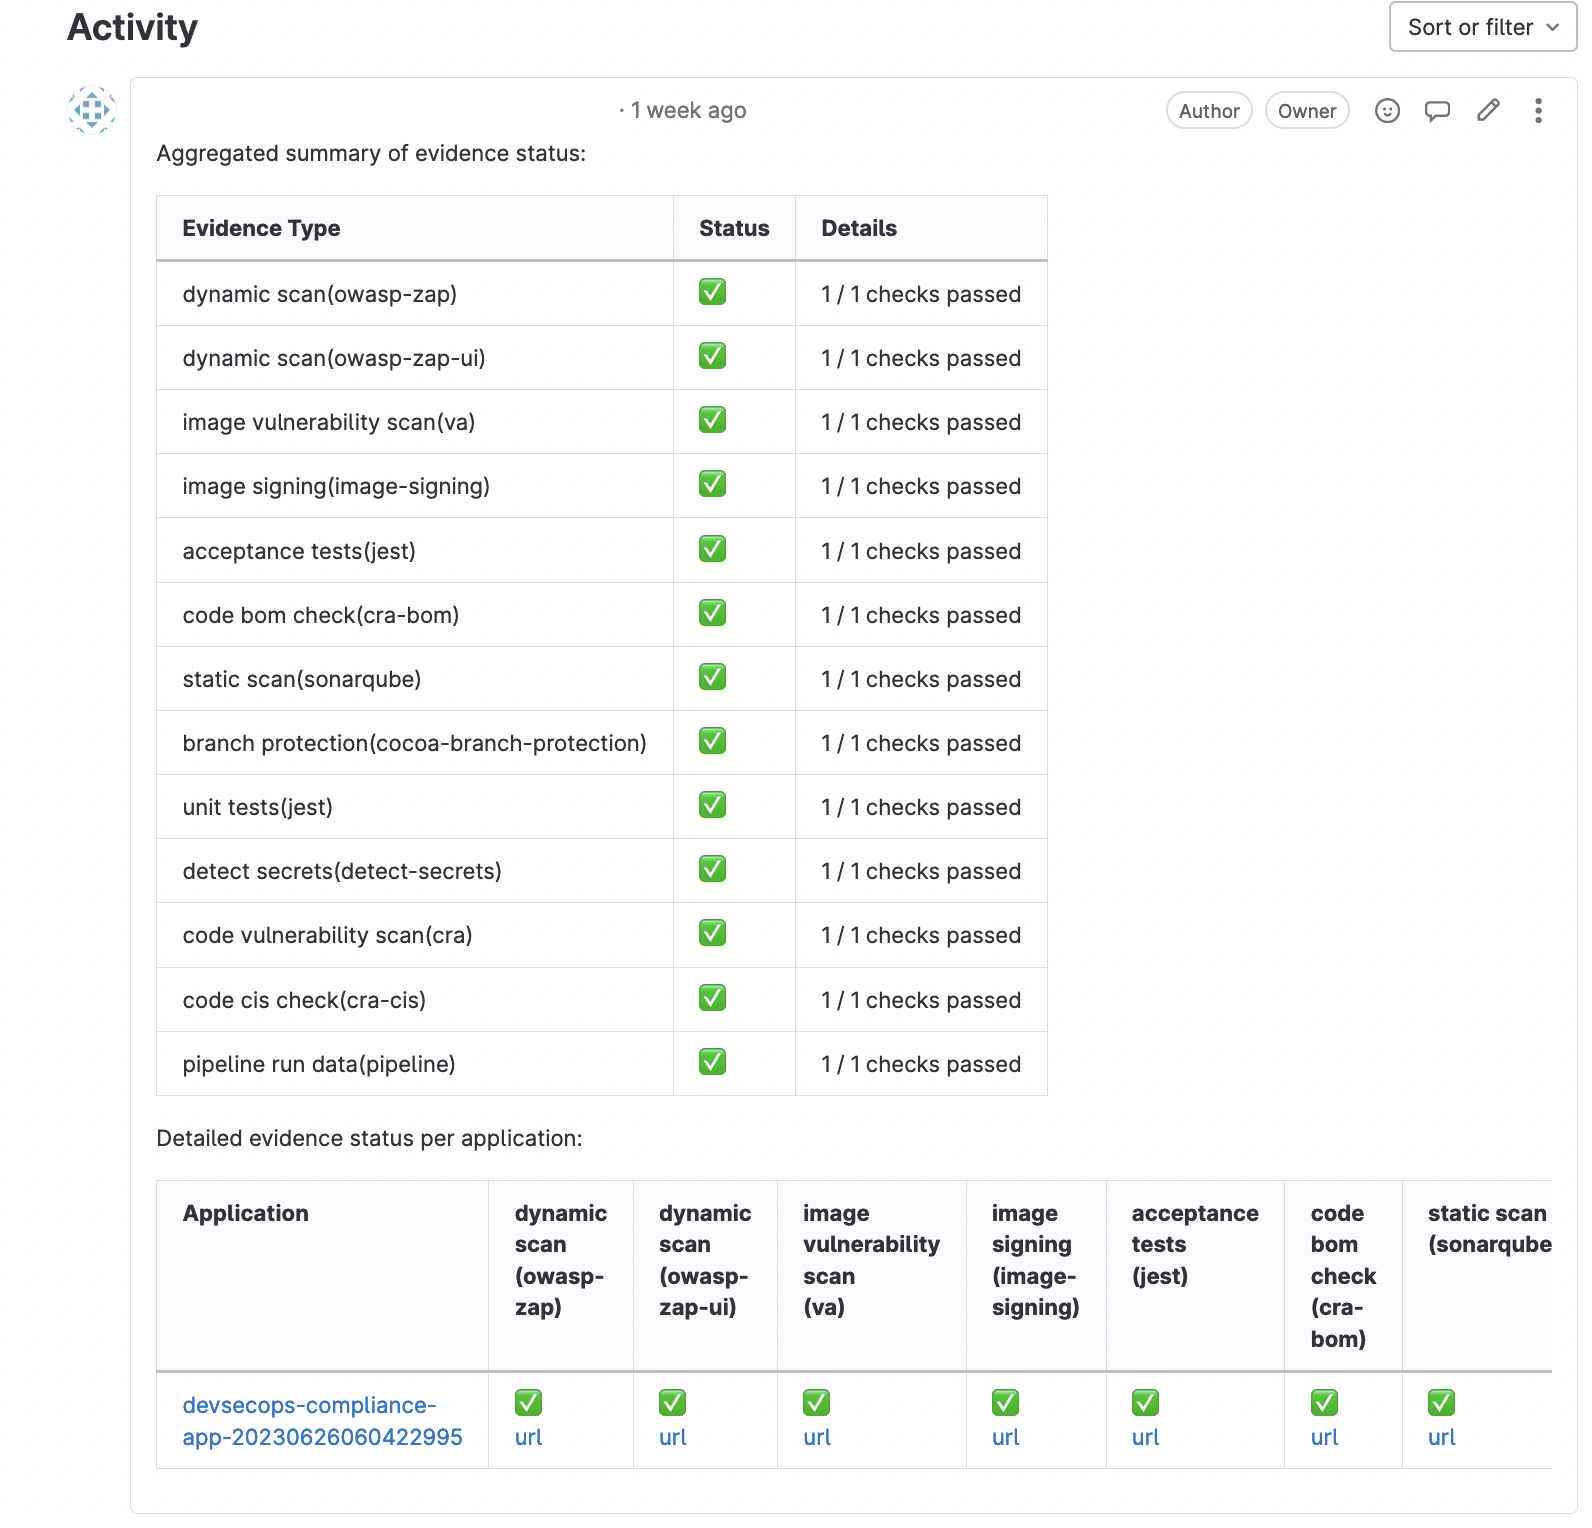 Activity
Sort or filter
· 1 week ago
Author
Owner
Aggregated summary of evidence status:
Evidence Type Status Details
dynamic scan(owasp-zap) ✅ 1 / 1 checks passed
dynamic scan(owasp-zap-ui) ✅ 1 / 1 checks passed
image vulnerability scan(va) ✅ 1 / 1 checks passed
image signing(image-signing) ✅ 1 / 1 checks passed
acceptance tests(jest) ✅ 1 / 1 checks passed
code bom check(cra-bom) ✅ 1 / 1 checks passed
static scan(sonarqube) ✅ 1 / 1 checks passed
branch protection(cocoa-branch-protection) ✅ 1 / 1 checks passed
unit tests(jest) ✅ 1 / 1 checks passed
detect secrets(detect-secrets) ✅ 1 / 1 checks passed
code vulnerability scan(cra) ✅ 1 / 1 checks passed
code cis check(cra-cis) ✅ 1 / 1 checks passed
pipeline run data(pipeline) ✅ 1 / 1 checks passed
Detailed evidence status per application:
Application
dynamic
scan
(owasp-
zap)
dynamic
scan
(owasp-
zap-ui)
image
vulnerability
scan
(va)
image
signing
(image-
signing)
acceptance
tests
(jest)
code
bom
check
(cra-
bom)
static scan
(sonarqube
devsecops-compliance-
app-20230626060422995
✅
url
✅
url
✅
url
✅
url
✅
url
✅
url
✅
url